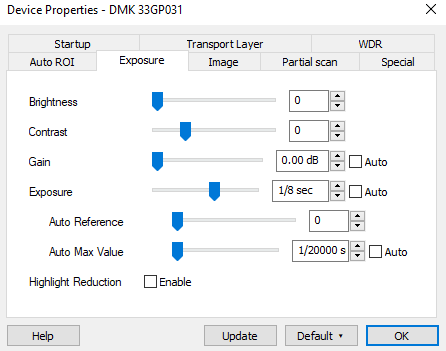 Device Properties - DMK 33GP031
Startup Transport Layer WDR
Auto ROI Exposure Image Partial scan Special
Brightness 0
Contrast 0
Gain 0.00 dB Auto
Exposure 1/8 sec Auto
Auto Reference 0
Auto Max Value 1/20000 s Auto
Highlight Reduction Enable
Help Update Default OK